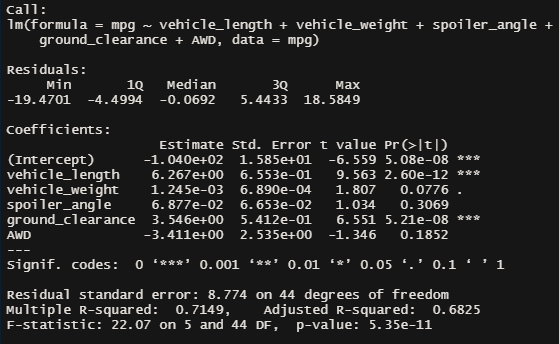 Call:
lm(formula = mpg ~ vehicle_length + vehicle_weight + spoiler_angle +
    ground_clearance + AWD, data = mpg)

Residuals:
     Min       1Q   Median       3Q      Max
-19.4701  -4.4994  -0.0692   5.4433  18.5849

Coefficients:
                   Estimate Std. Error t value Pr(>|t|)
(Intercept)      -1.040e+02  1.585e+01  -6.559 5.08e-08 ***
vehicle_length    6.267e+00  6.553e-01   9.563 2.60e-12 ***
vehicle_weight    1.245e-03  6.890e-04   1.807   0.0776 .
spoiler_angle     6.877e-02  6.653e-02   1.034   0.3069
ground_clearance  3.546e+00  5.412e-01   6.551 5.21e-08 ***
AWD              -3.411e+00  2.535e+00  -1.346   0.1852
---
Signif. codes:  0 ‘***’ 0.001 ‘**’ 0.01 ‘*’ 0.05 ‘.’ 0.1 ‘ ’ 1

Residual standard error: 8.774 on 44 degrees of freedom
Multiple R-squared:  0.7149,    Adjusted R-squared:  0.6825
F-statistic: 22.07 on 5 and 44 DF,  p-value: 5.35e-11